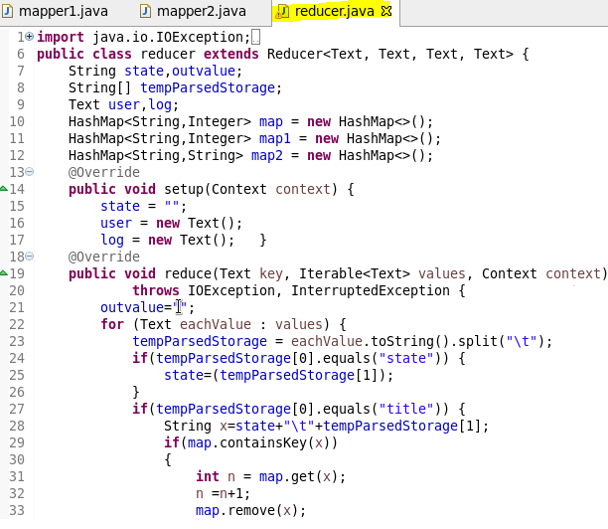 mapper1.java mapper2.java reducer.java
1 import java.io.IOException;
6 public class reducer extends Reducer<Text, Text, Text, Text> {
7 String state,outvalue;
8 String[] tempParsedStorage;
9 Text user,log;
10 HashMap<String,Integer> map = new HashMap<>();
11 HashMap<String,Integer> map1 = new HashMap<>();
12 HashMap<String,String> map2 = new HashMap<>();
13 @Override
14 public void setup(Context context) {
15 state = "";
16 user = new Text();
17 log = new Text(); }
18 @Override
19 public void reduce(Text key, Iterable<Text> values, Context context)
20 throws IOException, InterruptedException {
21 outvalue="";
22 for (Text eachValue : values) {
23 tempParsedStorage = eachValue.toString().split("\t");
24 if(tempParsedStorage[0].equals("state")) {
25 state=(tempParsedStorage[1]);
26 }
27 if(tempParsedStorage[0].equals("title")) {
28 String x=state+"\t"+tempParsedStorage[1];
29 if(map.containsKey(x))
30 {
31 int n = map.get(x);
32 n =n+1;
33 map.remove(x);